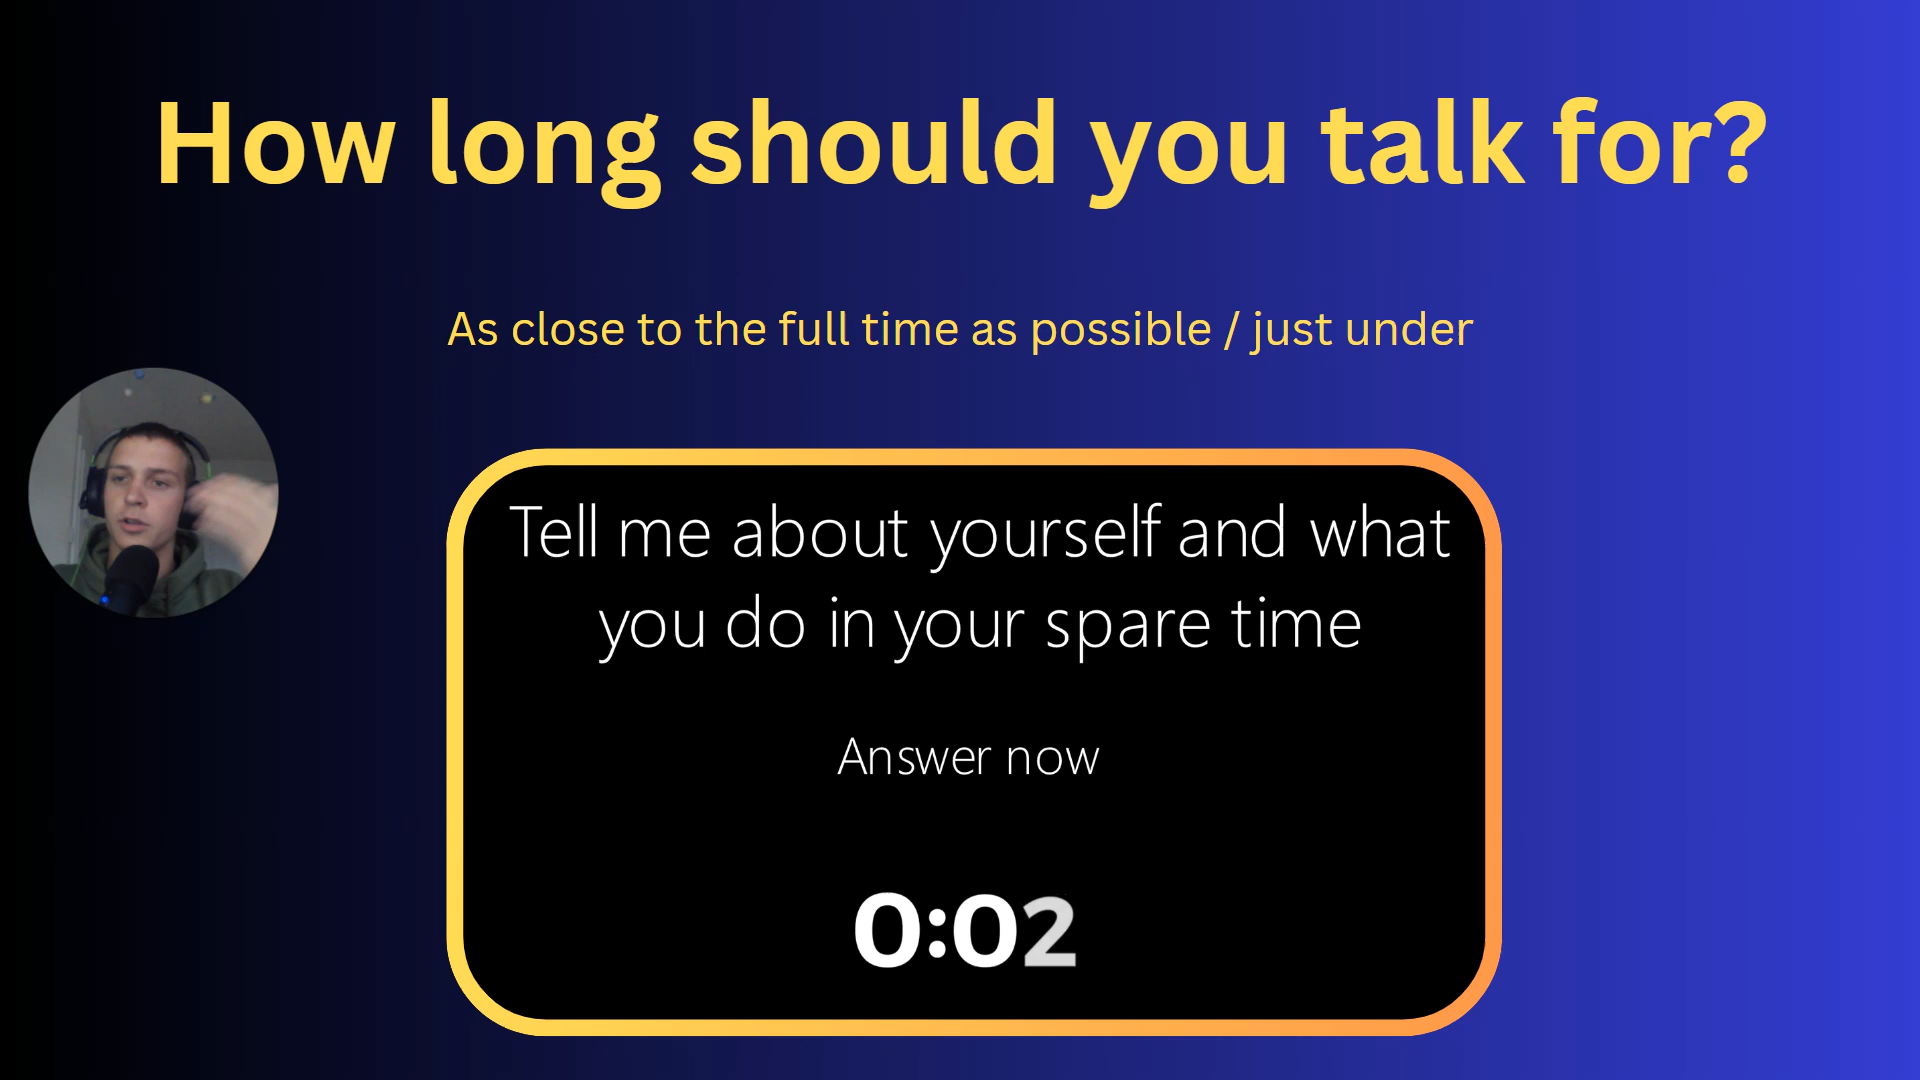 How long should you talk for?
As close to the full time as possible / just under
Tell me about yourself and what
you do in your spare time
Answer now
0:02